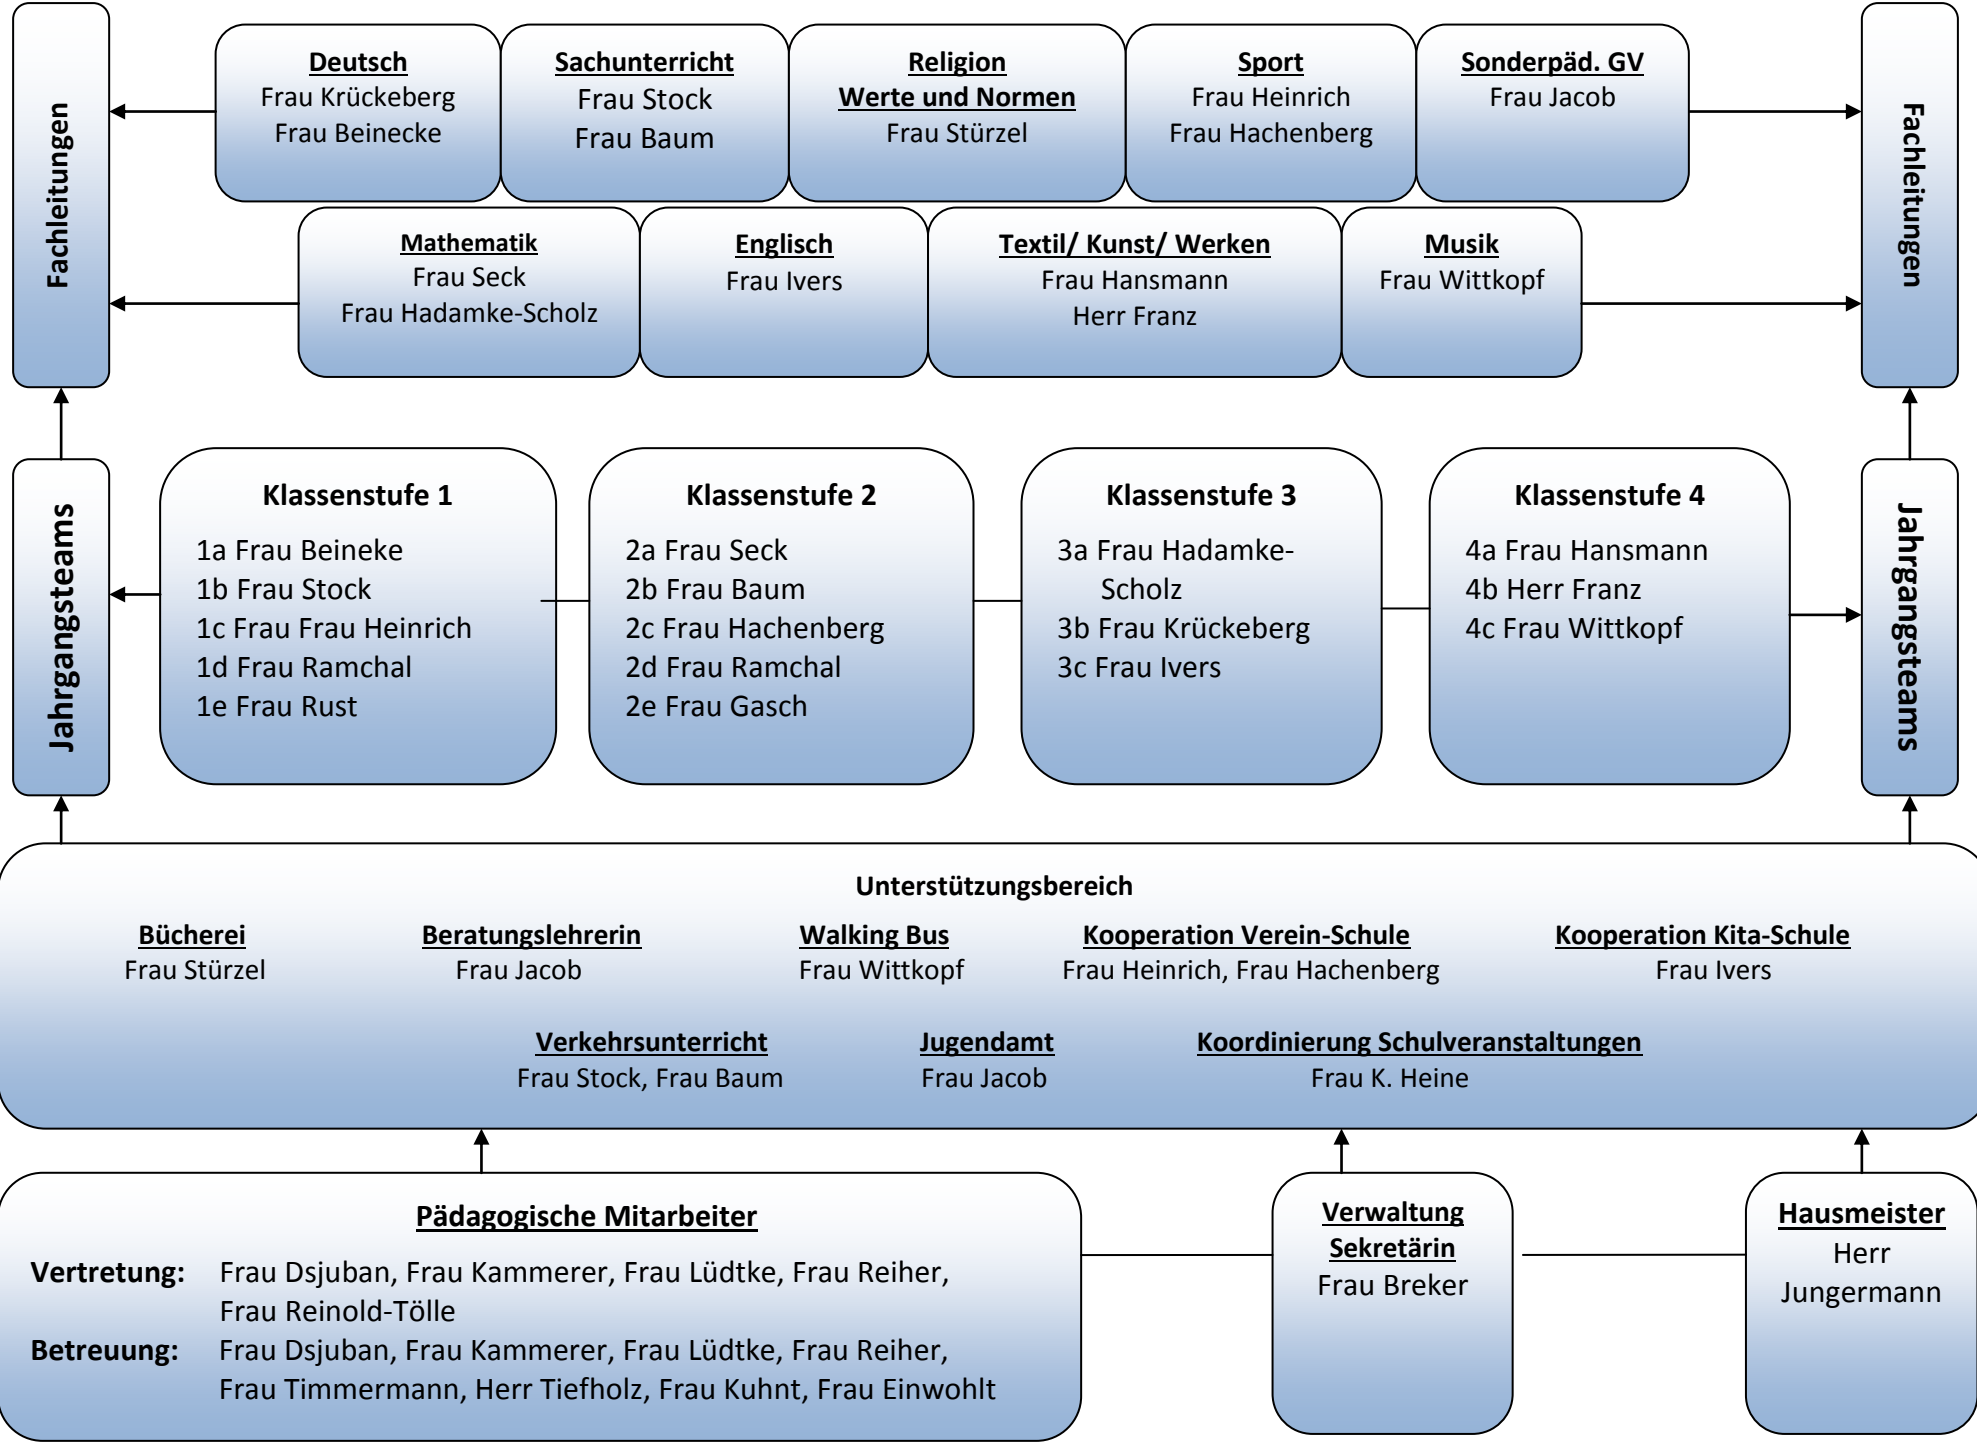 Fachleitungen
Deutsch
Frau Krückeberg
Frau Beinecke
Sachunterricht
Frau Stock
Frau Baum
Religion
Werte und Normen
Frau Stürzel
Sport
Frau Heinrich
Frau Hachenberg
Sonderpäd. GV
Frau Jacob
Fachleitungen
Mathematik
Frau Seck
Frau Hadamke-Scholz
Englisch
Frau Ivers
Textil/ Kunst/ Werken
Frau Hansmann
Herr Franz
Musik
Frau Wittkopf
Jahrgangsteams
Klassenstufe 1
1a Frau Beineke
1b Frau Stock
1c Frau Frau Heinrich
1d Frau Ramchal
1e Frau Rust
Klassenstufe 2
2a Frau Seck
2b Frau Baum
2c Frau Hachenberg
2d Frau Ramchal
2e Frau Gasch
Klassenstufe 3
3a Frau Hadamke-
Scholz
3b Frau Krückeberg
3c Frau Ivers
Klassenstufe 4
4a Frau Hansmann
4b Herr Franz
4c Frau Wittkopf
Jahrgangsteams
Unterstützungsbereich
Bücherei
Frau Stürzel
Beratungslehrerin
Frau Jacob
Walking Bus
Frau Wittkopf
Kooperation Verein-Schule
Frau Heinrich, Frau Hachenberg
Kooperation Kita-Schule
Frau Ivers
Verkehrsunterricht
Frau Stock, Frau Baum
Jugendamt
Frau Jacob
Koordinierung Schulveranstaltungen
Frau K. Heine
Pädagogische Mitarbeiter
Vertretung: Frau Dsjuban, Frau Kammerer, Frau Lüdtke, Frau Reiher,
Frau Reinold-Tölle
Betreuung: Frau Dsjuban, Frau Kammerer, Frau Lüdtke, Frau Reiher,
Frau Timmermann, Herr Tiefholz, Frau Kuhnt, Frau Einwohlt
Verwaltung
Sekretärin
Frau Breker
Hausmeister
Herr
Jungermann